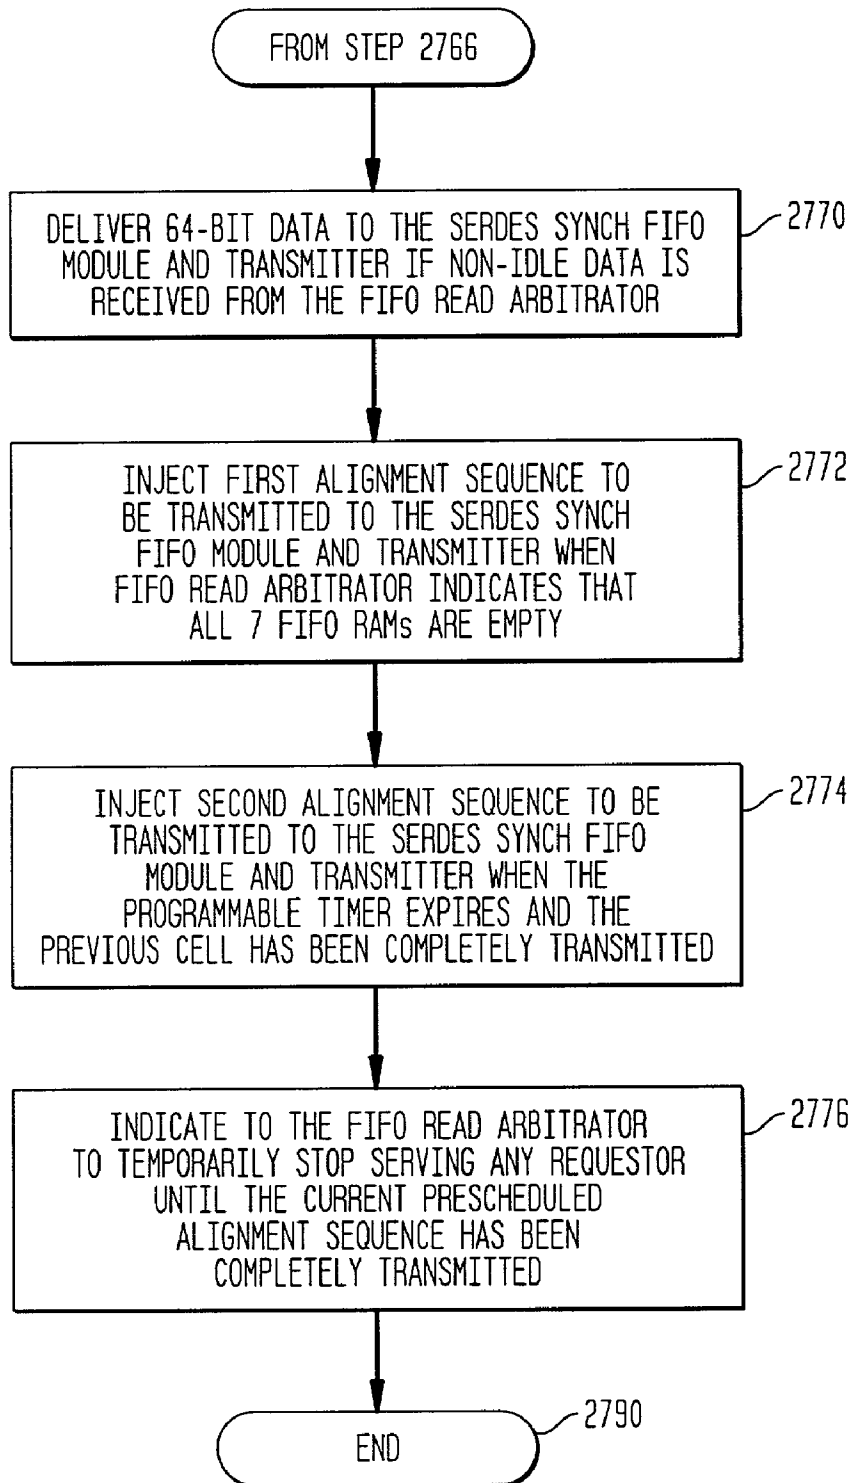 FROM STEP 2766
DELIVER 64-BIT DATA TO THE SERDES SYNCH FIFO
MODULE AND TRANSMITTER IF NON-IDLE DATA IS
RECEIVED FROM THE FIFO READ ARBITRATOR
2770
INJECT FIRST ALIGNMENT SEQUENCE TO
BE TRANSMITTED TO THE SERDES SYNCH
FIFO MODULE AND TRANSMITTER WHEN
FIFO READ ARBITRATOR INDICATES THAT
ALL 7 FIFO RAMs ARE EMPTY
2772
INJECT SECOND ALIGNMENT SEQUENCE TO BE
TRANSMITTED TO THE SERDES SYNCH FIFO
MODULE AND TRANSMITTER WHEN THE
PROGRAMMABLE TIMER EXPIRES AND THE
PREVIOUS CELL HAS BEEN COMPLETELY TRANSMITTED
2774
INDICATE TO THE FIFO READ ARBITRATOR
TO TEMPORARILY STOP SERVING ANY REQUESTOR
UNTIL THE CURRENT PRESCHEDULED
ALIGNMENT SEQUENCE HAS BEEN
COMPLETELY TRANSMITTED
2776
END
2790